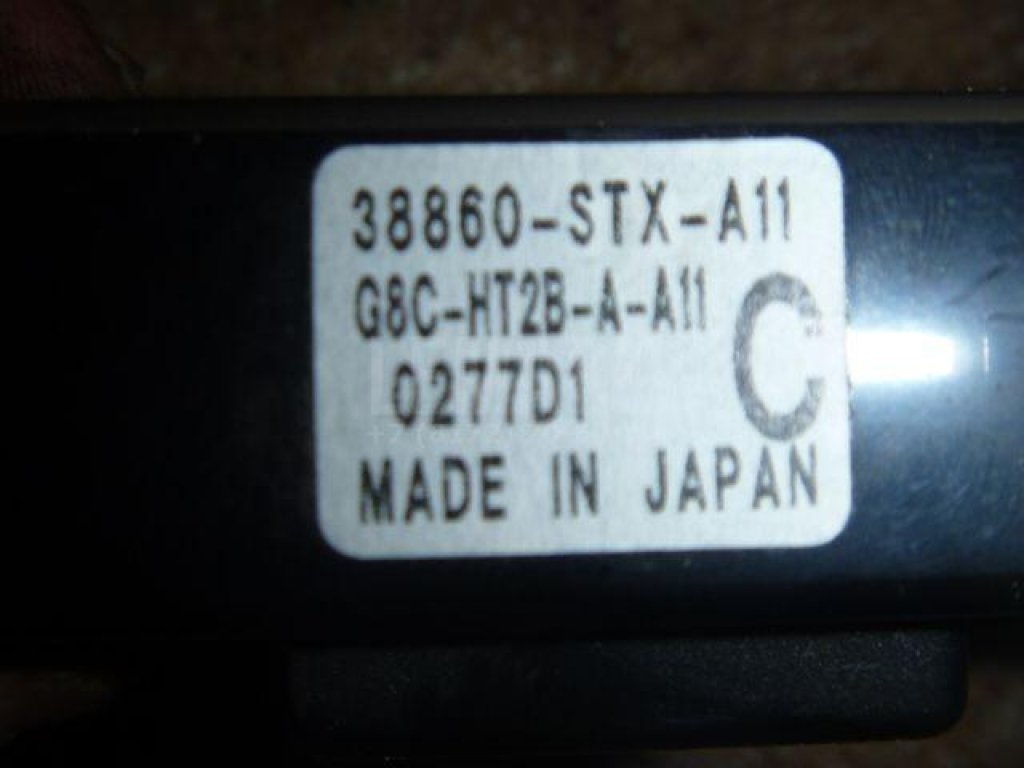 38860-STX-A11
G8C-HT2B-A-A11
C
0277D1
MADE IN JAPAN